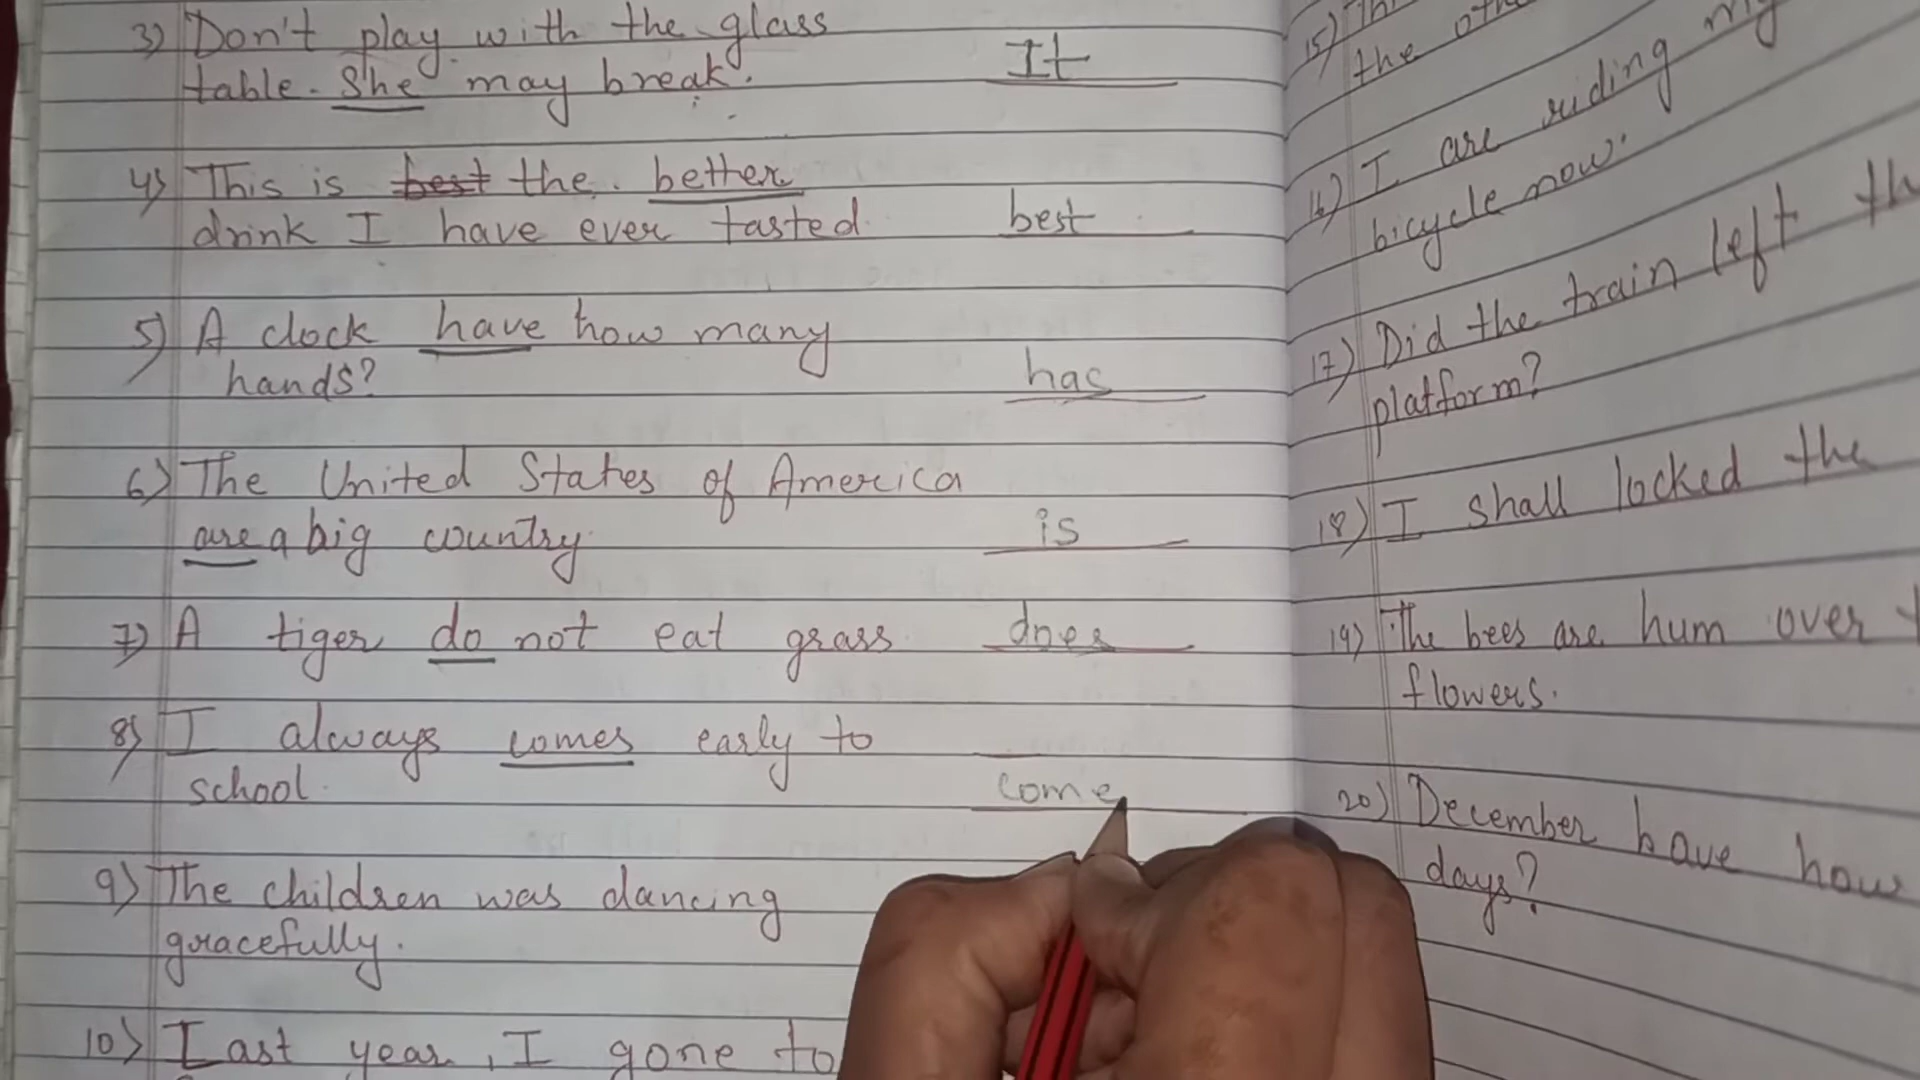 3) Don't play with the glass
table. She may break. It
4) This is best the better
drink I have ever tasted best
5) A clock have how many
hands? has
6) The United States of America
are a big country is
7) A tiger do not eat grass does
8) I always comes early to
school. come
9) The children was dancing
gracefully.
10) Last year, I gone to
15)
the
16) I are riding
bicycle now.
17) Did the train left
platform?
18) I shall locked the
19) The bees are hum over
flowers.
20) December have how
days?